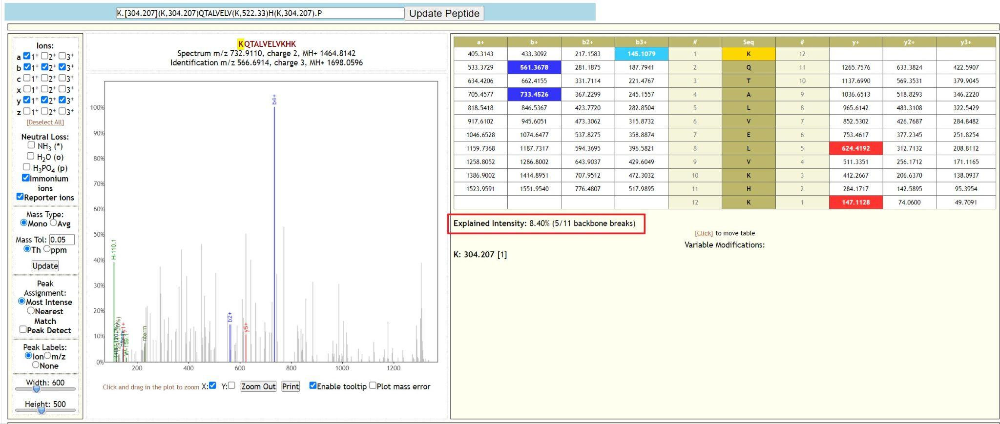 K.[304.207](K,304.207)QTALVELV(K,522.33)H(K,304.207).P
Update Peptide
Ions:
a 1+ 2+ 3+
b 1+ 2+ 3+
c 1+ 2+ 3+
x 1+ 2+ 3+
y 1+ 2+ 3+
z 1+ 2+ 3+
[Deselect All]
Neutral Loss:
NH3 (*)
H2O (o)
H3PO4 (p)
Immonium
ions
Reporter ions
Mass Type:
Mono Avg
Mass Tol: 0.05
Th ppm
Update
Peak
Assignment:
Most Intense
Nearest
Match
Peak Detect
Peak Labels:
Ion m/z
None
Width: 600
Height: 500
KQTALVELVKHK
Spectrum m/z 732.9110, charge 2, MH+ 1464.8142
Identification m/z 566.6914, charge 3, MH+ 1698.0596
100%
90%
80%
70%
60%
50%
40%
30%
20%
10%
0%
200 400 600 800 1000 1200
H-110.1
y1+
W-159.1
nterm
b2+
y5+
b4+
Click and drag in the plot to zoom X: Y: Zoom Out Print Enable tooltip Plot mass error
a+ b+ b2+ b3+ # Seq # y+ y2+ y3+
405.3143 433.3092 217.1583 145.1079 1 K 12
533.3729 561.3678 281.1875 187.7941 2 Q 11 1265.7576 633.3824 422.5907
634.4206 662.4155 331.7114 221.4767 3 T 10 1137.6990 569.3531 379.9045
705.4577 733.4526 367.2299 245.1557 4 A 9 1036.6513 518.8293 346.2220
818.5418 846.5367 423.7720 282.8504 5 L 8 965.6142 483.3108 322.5429
917.6102 945.6051 473.3062 315.8732 6 V 7 852.5302 426.7687 284.8482
1046.6528 1074.6477 537.8275 358.8874 7 E 6 753.4617 377.2345 251.8254
1159.7368 1187.7317 594.3695 396.5821 8 L 5 624.4192 312.7132 208.8112
1258.8052 1286.8002 643.9037 429.6049 9 V 4 511.3351 256.1712 171.1165
1386.9002 1414.8951 707.9512 472.3032 10 K 3 412.2667 206.6370 138.0937
1523.9591 1551.9540 776.4807 517.9895 11 H 2 284.1717 142.5895 95.3954
12 K 1 147.1128 74.0600 49.7091
Explained Intensity: 8.40% (5/11 backbone breaks)
[Click] to move table
Variable Modifications:
K: 304.207 [1]